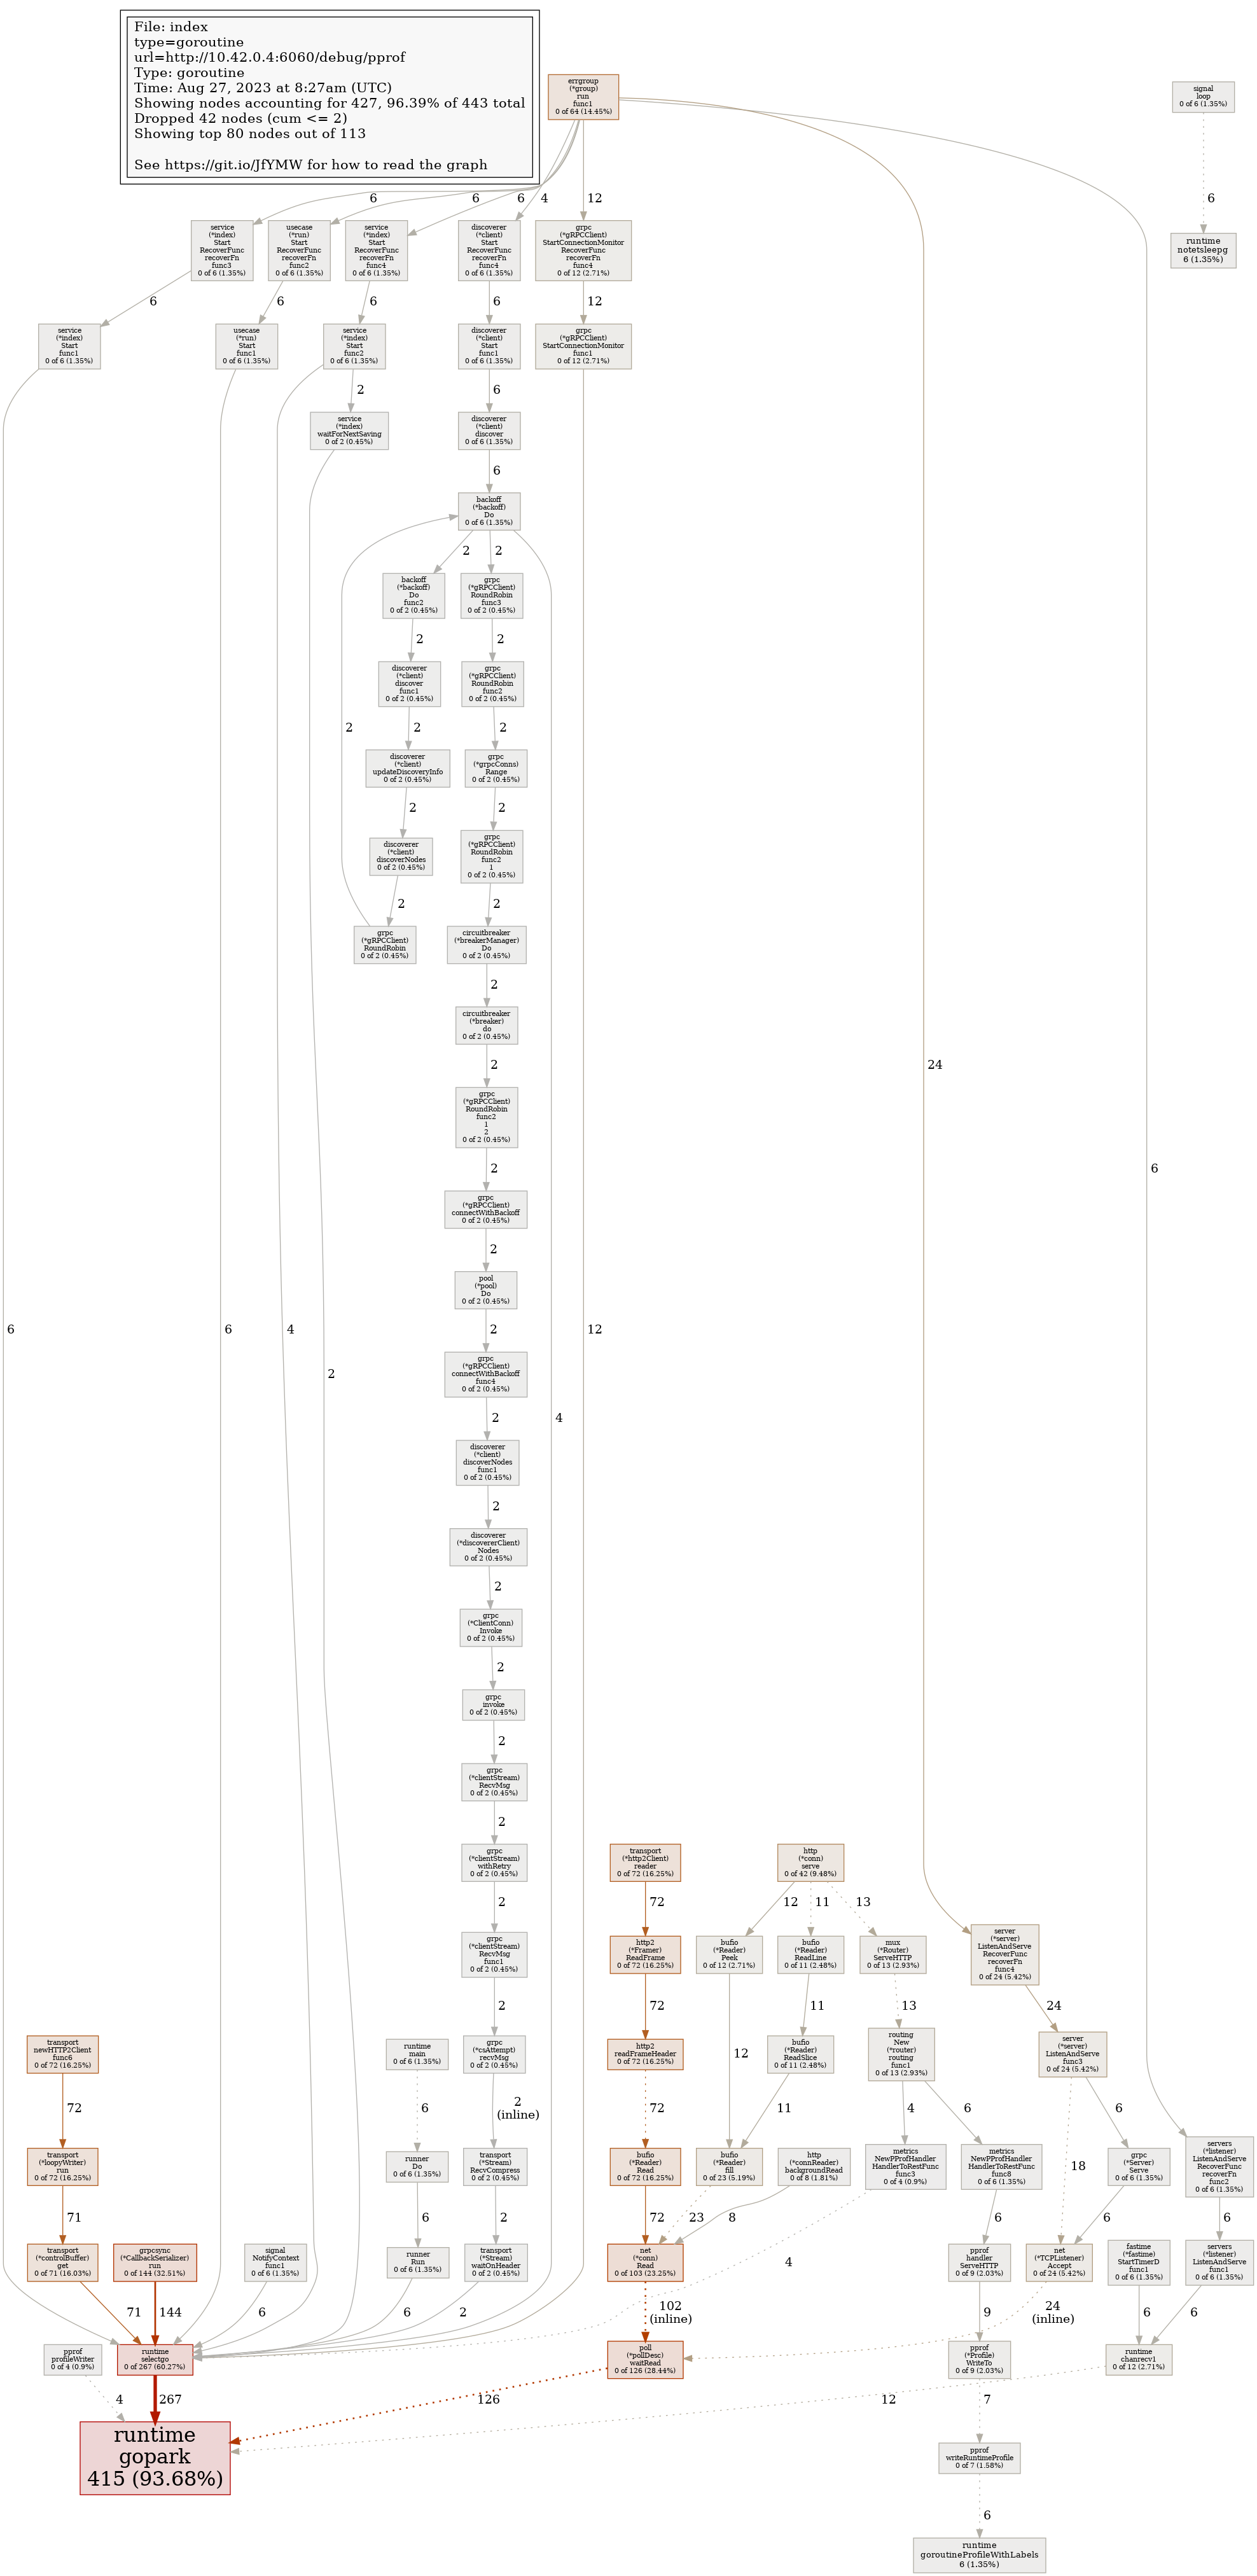 File: index
type=goroutine
url=http://10.42.0.4:6060/debug/pprof
Type: goroutine
Time: Aug 27, 2023 at 8:27am (UTC)
Showing nodes accounting for 427, 96.39% of 443 total
Dropped 42 nodes (cum <= 2)
Showing top 80 nodes out of 113
See https://git.io/JfYMW for how to read the graph
errgroup
(*group)
run
func1
0 of 64 (14.45%)
signal
loop
0 of 6 (1.35%)
6
6
6
4
12
6
service
(*index)
Start
RecoverFunc
recoverFn
func3
0 of 6 (1.35%)
usecase
(*run)
Start
RecoverFunc
recoverFn
func2
0 of 6 (1.35%)
service
(*index)
Start
RecoverFunc
recoverFn
func4
0 of 6 (1.35%)
discoverer
(*client)
Start
RecoverFunc
recoverFn
func4
0 of 6 (1.35%)
grpc
(*gRPCClient)
StartConnectionMonitor
RecoverFunc
recoverFn
func4
0 of 12 (2.71%)
runtime
notetsleepg
6 (1.35%)
6
6
6
6
12
service
(*index)
Start
func1
0 of 6 (1.35%)
usecase
(*run)
Start
func1
0 of 6 (1.35%)
service
(*index)
Start
func2
0 of 6 (1.35%)
discoverer
(*client)
Start
func1
0 of 6 (1.35%)
grpc
(*gRPCClient)
StartConnectionMonitor
func1
0 of 12 (2.71%)
2
6
service
(*index)
waitForNextSaving
0 of 2 (0.45%)
discoverer
(*client)
discover
0 of 6 (1.35%)
6
backoff
(*backoff)
Do
0 of 6 (1.35%)
2
2
backoff
(*backoff)
Do
func2
0 of 2 (0.45%)
grpc
(*gRPCClient)
RoundRobin
func3
0 of 2 (0.45%)
2
2
discoverer
(*client)
discover
func1
0 of 2 (0.45%)
grpc
(*gRPCClient)
RoundRobin
func2
0 of 2 (0.45%)
2
2
2
discoverer
(*client)
updateDiscoveryInfo
0 of 2 (0.45%)
grpc
(*grpcConns)
Range
0 of 2 (0.45%)
2
2
discoverer
(*client)
discoverNodes
0 of 2 (0.45%)
grpc
(*gRPCClient)
RoundRobin
func2
1
0 of 2 (0.45%)
2
2
grpc
(*gRPCClient)
RoundRobin
0 of 2 (0.45%)
circuitbreaker
(*breakerManager)
Do
0 of 2 (0.45%)
2
circuitbreaker
(*breaker)
do
0 of 2 (0.45%)
2
24
grpc
(*gRPCClient)
RoundRobin
func2
1
2
0 of 2 (0.45%)
2
6
grpc
(*gRPCClient)
connectWithBackoff
0 of 2 (0.45%)
2
pool
(*pool)
Do
0 of 2 (0.45%)
6
6
4
2
12
grpc
(*gRPCClient)
connectWithBackoff
func4
0 of 2 (0.45%)
2
2
4
discoverer
(*client)
discoverNodes
func1
0 of 2 (0.45%)
2
discoverer
(*discovererClient)
Nodes
0 of 2 (0.45%)
2
grpc
(*ClientConn)
Invoke
0 of 2 (0.45%)
2
grpc
invoke
0 of 2 (0.45%)
2
grpc
(*clientStream)
RecvMsg
0 of 2 (0.45%)
2
grpc
(*clientStream)
withRetry
0 of 2 (0.45%)
transport
(*http2Client)
reader
0 of 72 (16.25%)
http
(*conn)
serve
0 of 42 (9.48%)
2
72
12
11
13
grpc
(*clientStream)
RecvMsg
func1
0 of 2 (0.45%)
http2
(*Framer)
ReadFrame
0 of 72 (16.25%)
bufio
(*Reader)
Peek
0 of 12 (2.71%)
bufio
(*Reader)
ReadLine
0 of 11 (2.48%)
mux
(*Router)
ServeHTTP
0 of 13 (2.93%)
server
(*server)
ListenAndServe
RecoverFunc
recoverFn
func4
0 of 24 (5.42%)
2
72
11
13
24
transport
newHTTP2Client
func6
0 of 72 (16.25%)
runtime
main
0 of 6 (1.35%)
grpc
(*csAttempt)
recvMsg
0 of 2 (0.45%)
http2
readFrameHeader
0 of 72 (16.25%)
12
bufio
(*Reader)
ReadSlice
0 of 11 (2.48%)
routing
New
(*router)
routing
func1
0 of 13 (2.93%)
server
(*server)
ListenAndServe
func3
0 of 24 (5.42%)
72
6
2
(inline)
72
11
4
6
6
transport
(*loopyWriter)
run
0 of 72 (16.25%)
runner
Do
0 of 6 (1.35%)
transport
(*Stream)
RecvCompress
0 of 2 (0.45%)
bufio
(*Reader)
Read
0 of 72 (16.25%)
bufio
(*Reader)
fill
0 of 23 (5.19%)
http
(*connReader)
backgroundRead
0 of 8 (1.81%)
metrics
NewPProfHandler
HandlerToRestFunc
func3
0 of 4 (0.9%)
metrics
NewPProfHandler
HandlerToRestFunc
func8
0 of 6 (1.35%)
18
grpc
(*Server)
Serve
0 of 6 (1.35%)
servers
(*listener)
ListenAndServe
RecoverFunc
recoverFn
func2
0 of 6 (1.35%)
71
6
2
72
23
8
6
6
6
transport
(*controlBuffer)
get
0 of 71 (16.03%)
grpcsync
(*CallbackSerializer)
run
0 of 144 (32.51%)
signal
NotifyContext
func1
0 of 6 (1.35%)
runner
Run
0 of 6 (1.35%)
transport
(*Stream)
waitOnHeader
0 of 2 (0.45%)
net
(*conn)
Read
0 of 103 (23.25%)
4
pprof
handler
ServeHTTP
0 of 9 (2.03%)
net
(*TCPListener)
Accept
0 of 24 (5.42%)
fastime
(*fastime)
StartTimerD
func1
0 of 6 (1.35%)
servers
(*listener)
ListenAndServe
func1
0 of 6 (1.35%)
71
144
6
6
2
102
(inline)
9
24
(inline)
6
6
pprof
profileWriter
0 of 4 (0.9%)
runtime
selectgo
0 of 267 (60.27%)
poll
(*pollDesc)
waitRead
0 of 126 (28.44%)
pprof
(*Profile)
WriteTo
0 of 9 (2.03%)
runtime
chanrecv1
0 of 12 (2.71%)
4
267
126
12
7
runtime
gopark
415 (93.68%)
pprof
writeRuntimeProfile
0 of 7 (1.58%)
6
runtime
goroutineProfileWithLabels
6 (1.35%)